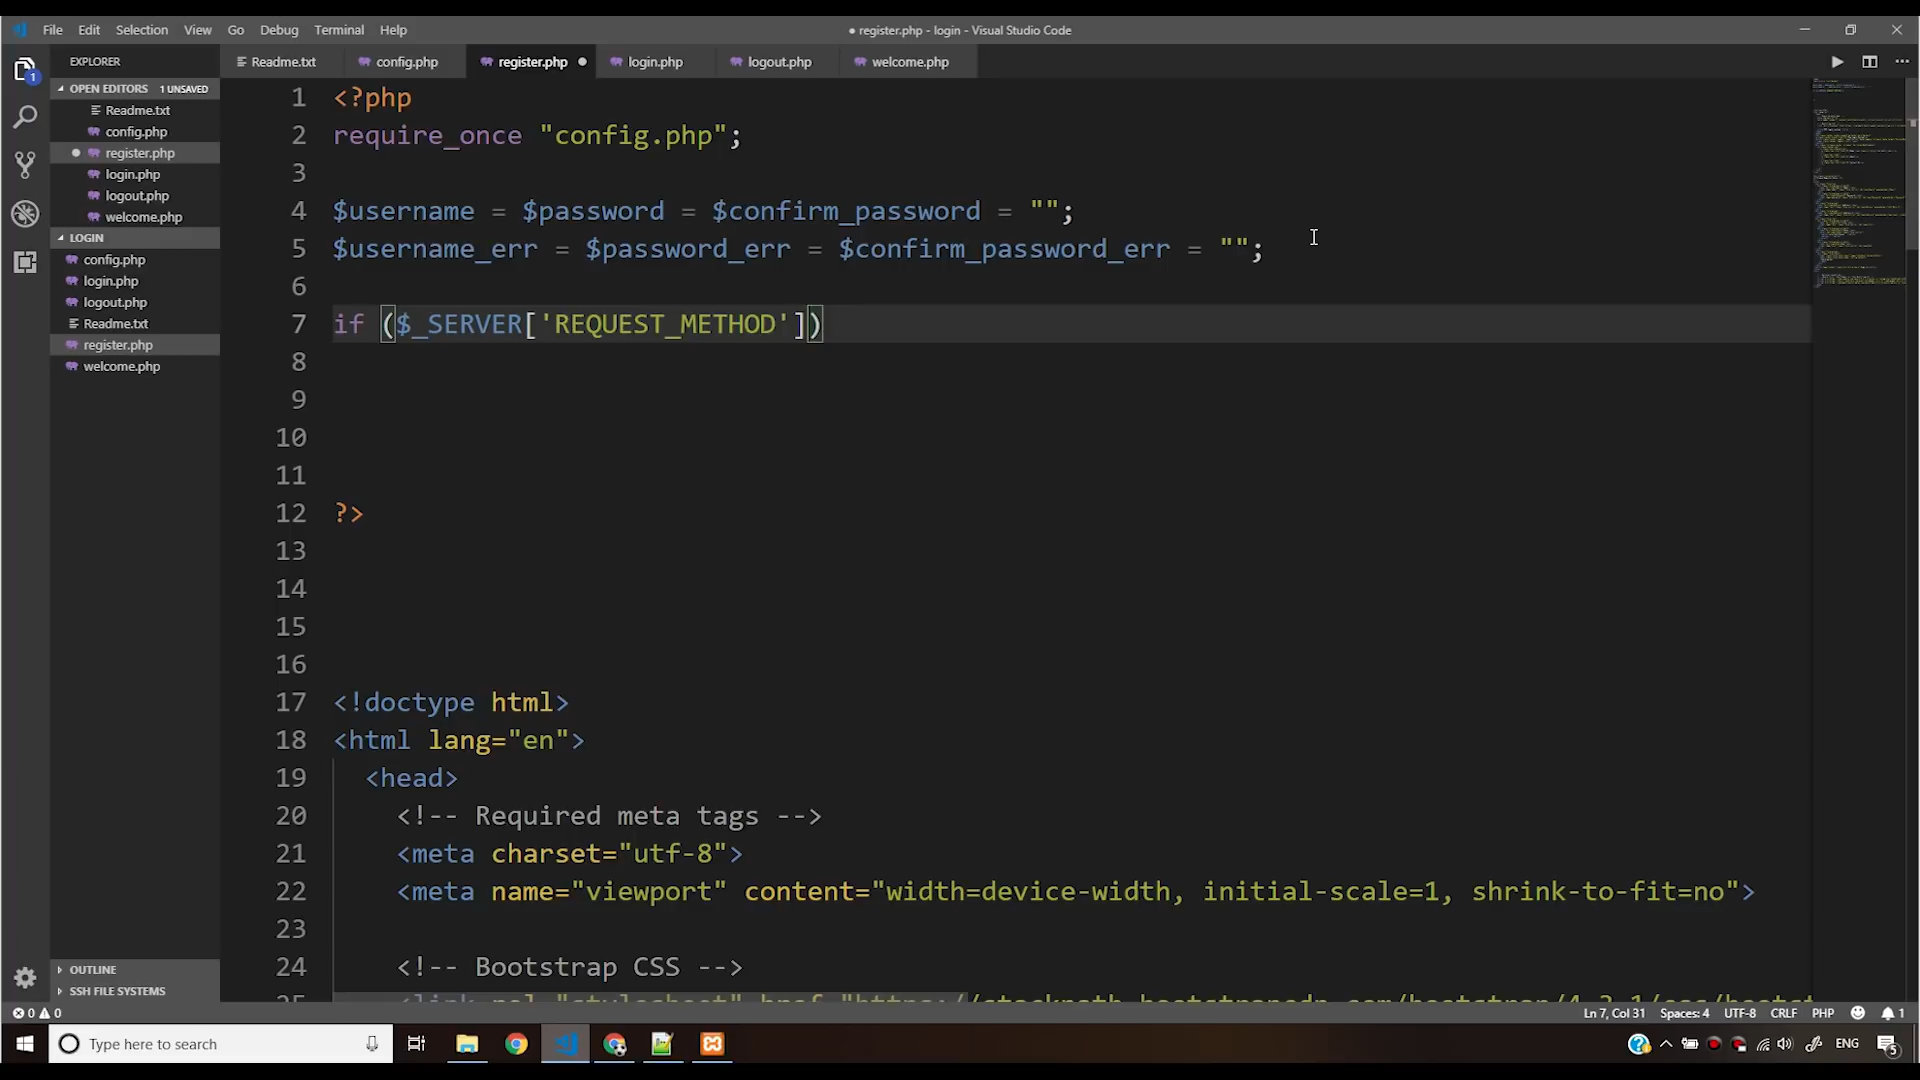 File Edit Selection View Go Debug Terminal Help
● register.php - login - Visual Studio Code
EXPLORER
Readme.txt config.php register.php login.php logout.php welcome.php
OPEN EDITORS 1 UNSAVED
Readme.txt
config.php
register.php
login.php
logout.php
welcome.php
LOGIN
config.php
login.php
logout.php
Readme.txt
register.php
welcome.php
OUTLINE
SSH FILE SYSTEMS
1 <?php
2 require_once "config.php";
3
4 $username = $password = $confirm_password = "";
5 $username_err = $password_err = $confirm_password_err = "";
6
7 if ($_SERVER['REQUEST_METHOD'])
8
9
10
11
12 ?>
13
14
15
16
17 <!doctype html>
18 <html lang="en">
19 <head>
20 <!-- Required meta tags -->
21 <meta charset="utf-8">
22 <meta name="viewport" content="width=device-width, initial-scale=1, shrink-to-fit=no">
23
24 <!-- Bootstrap CSS -->
0 0 Ln 7, Col 31 Spaces: 4 UTF-8 CRLF PHP 1
Type here to search ENG 5